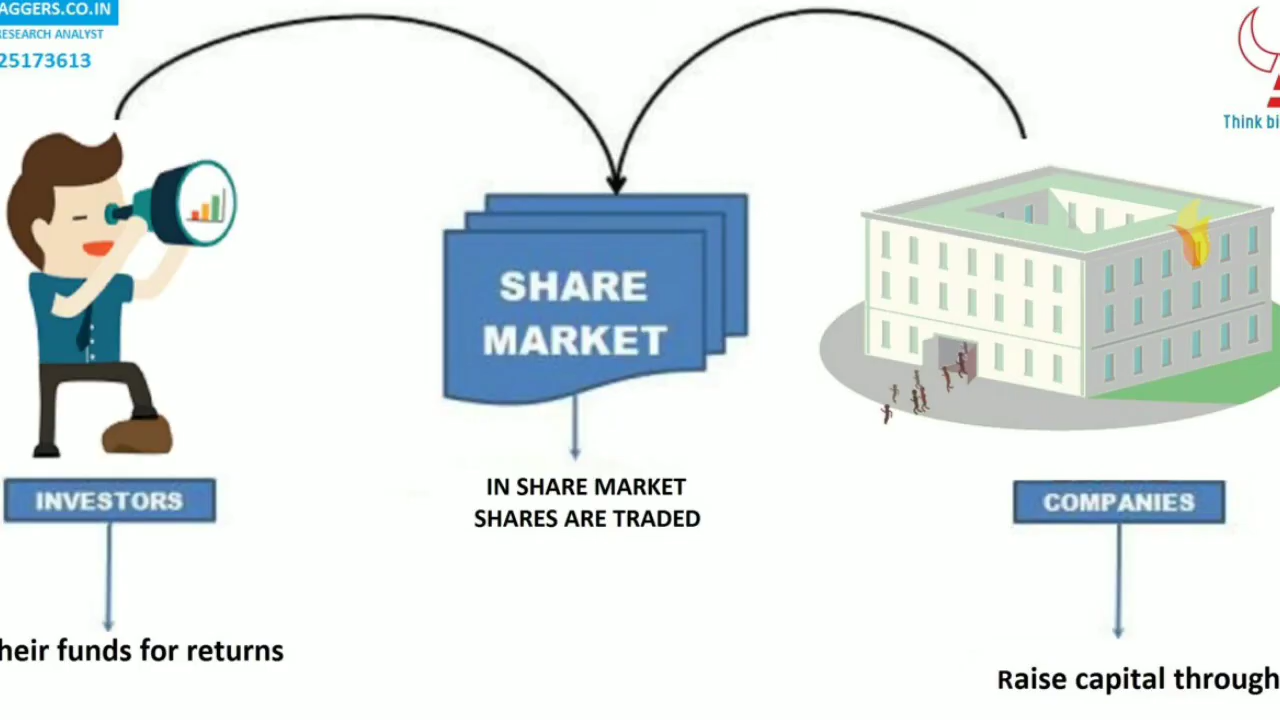 AGGERS.CO.IN
RESEARCH ANALYST
25173613
Think bi
SHARE
MARKET
IN SHARE MARKET
SHARES ARE TRADED
INVESTORS
COMPANIES
heir funds for returns
Raise capital through